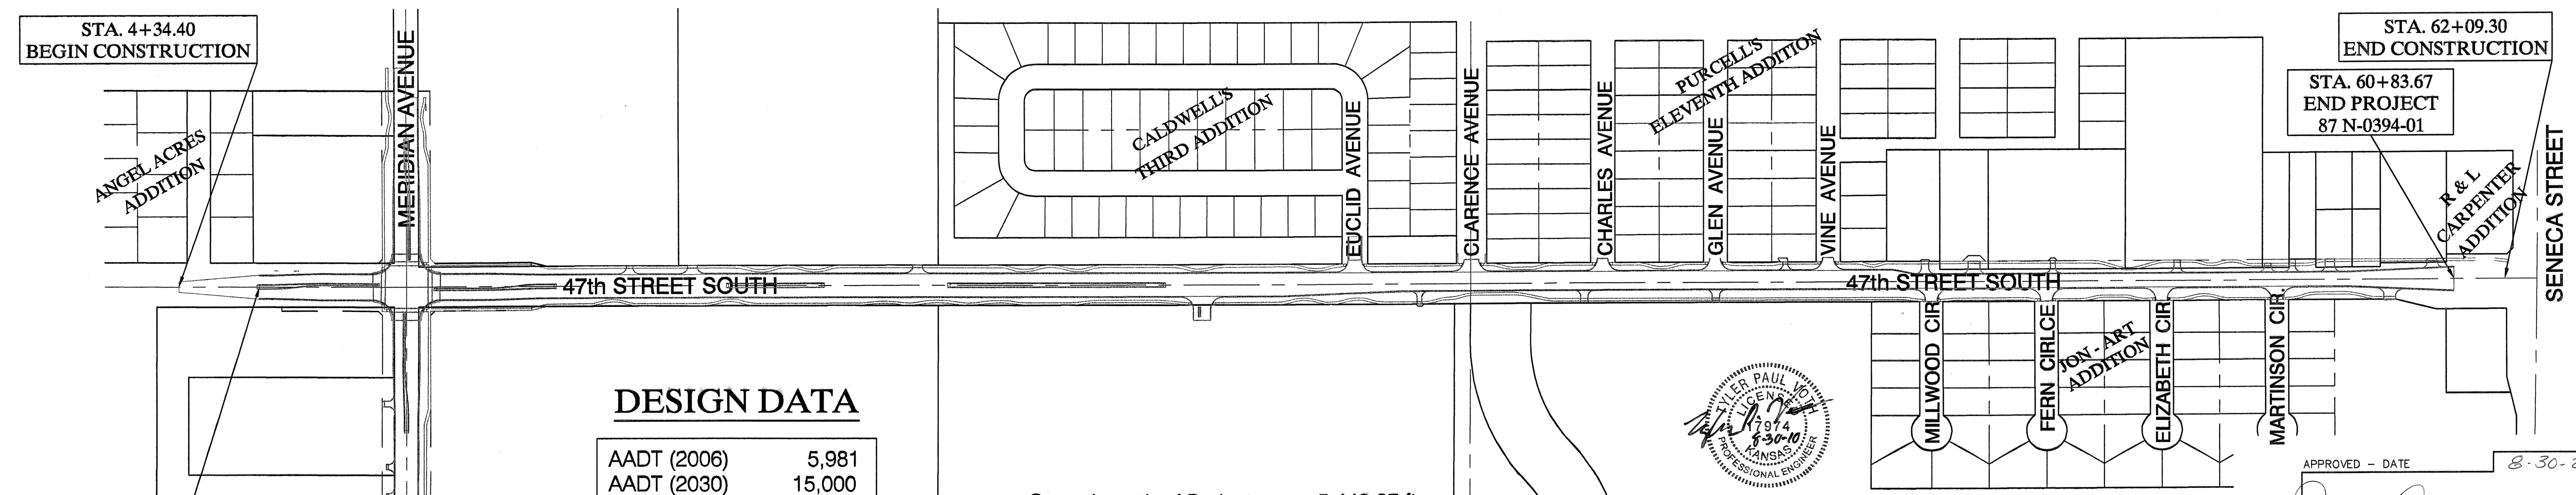 STA. 4+34.40
BEGIN CONSTRUCTION
MERIDIAN AVENUE
ANGEL ACRES
ADDITION
CALDWELL'S
THIRD ADDITION
EUCLID AVENUE
CLARENCE AVENUE
CHARLES AVENUE
PURCELL'S
ELEVENTH ADDITION
GLEN AVENUE
VINE AVENUE
STA. 62+09.30
END CONSTRUCTION
STA. 60+83.67
END PROJECT
87 N-0394-01
R & L
CARPENTER
ADDITION
SENECA STREET
47th STREET SOUTH
47th STREET SOUTH
MILLWOOD CIR.
FERN CIRLCE
JON - ART
ADDITION
ELIZABETH CIR.
MARTINSON CIR.
DESIGN DATA
AADT (2006) 5,981
AADT (2030) 15,000
TYLER PAUL VOTH
LICENSED
17974
8-30-10
KANSAS
PROFESSIONAL ENGINEER
APPROVED - DATE 8-30-